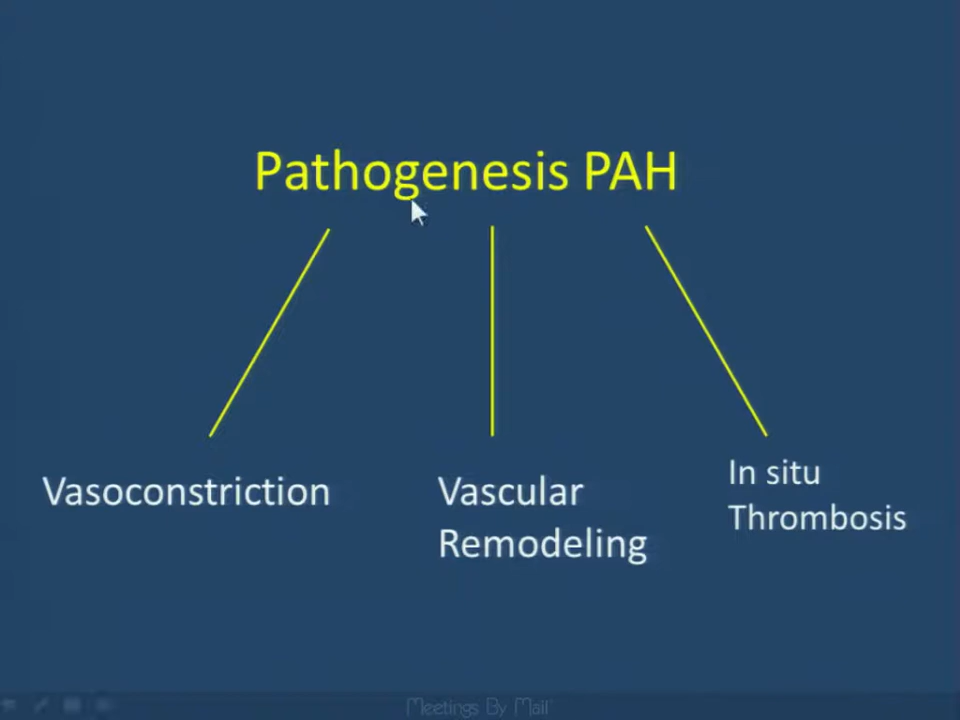 Pathogenesis PAH
Vasoconstriction
Vascular
Remodeling
In situ
Thrombosis
Meetings By Mail